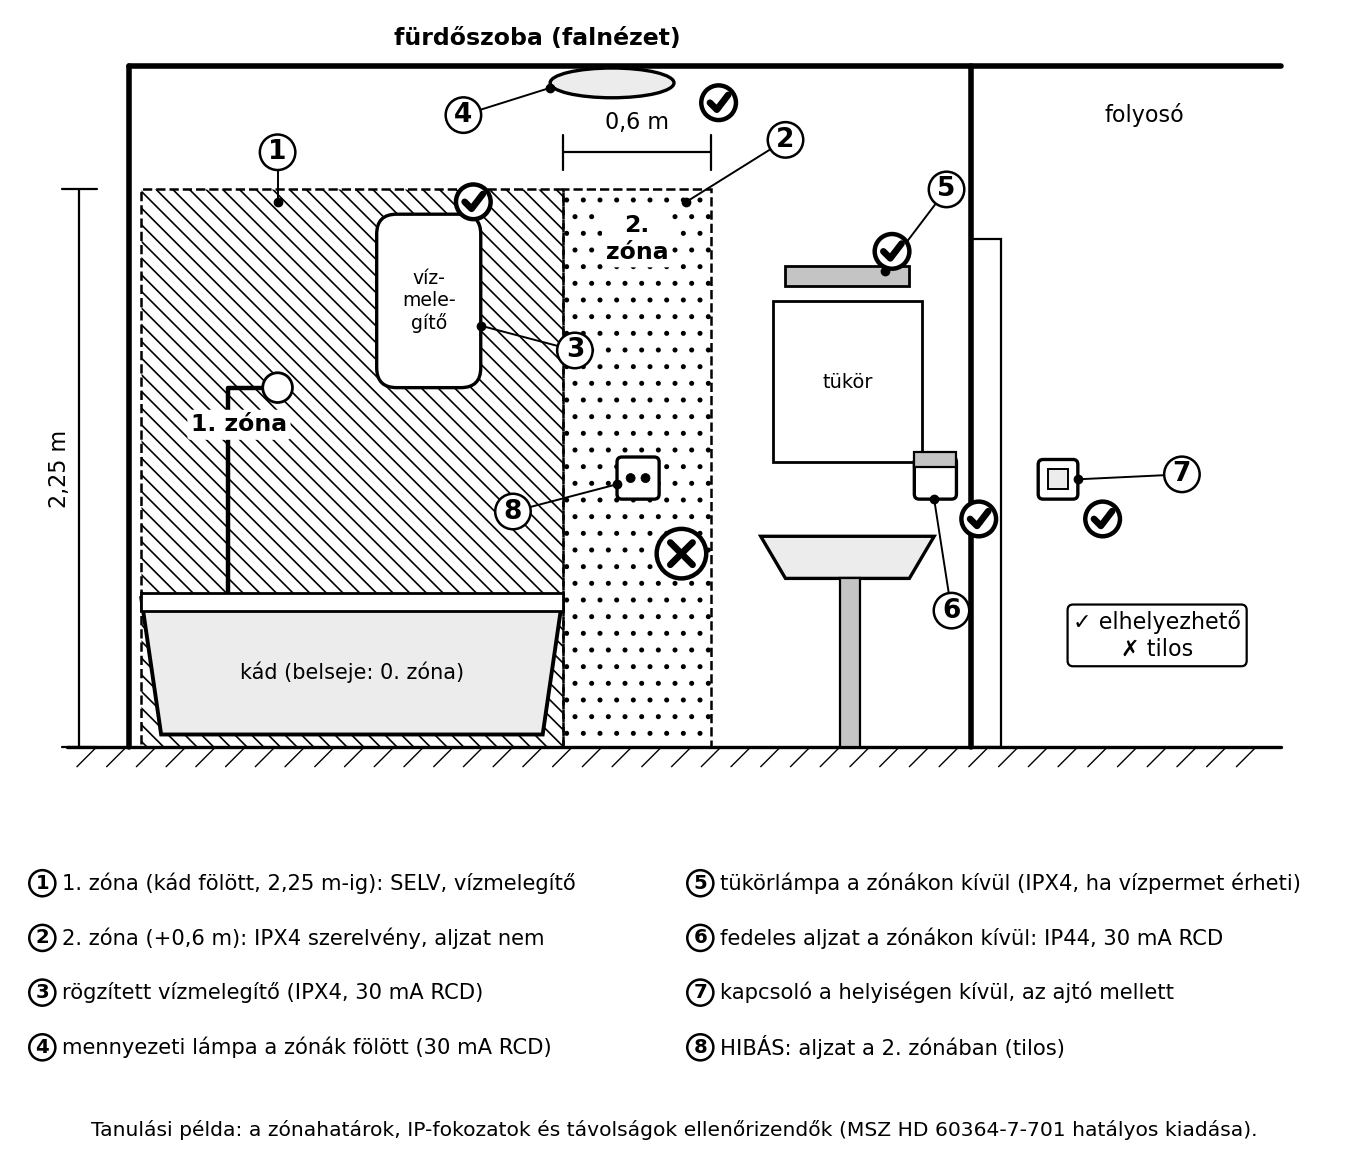 fürdőszoba (falnézet)
folyosó
4
0,6 m
2
1
5
2.
zóna
víz-
mele-
gítő
3
tükör
1. zóna
2,25 m
7
8
6
✓ elhelyezhető
✗ tilos
kád (belseje: 0. zóna)
1 1. zóna (kád fölött, 2,25 m-ig): SELV, vízmelegítő
2 2. zóna (+0,6 m): IPX4 szerelvény, aljzat nem
3 rögzített vízmelegítő (IPX4, 30 mA RCD)
4 mennyezeti lámpa a zónák fölött (30 mA RCD)
5 tükörlámpa a zónákon kívül (IPX4, ha vízpermet érheti)
6 fedeles aljzat a zónákon kívül: IP44, 30 mA RCD
7 kapcsoló a helyiségen kívül, az ajtó mellett
8 HIBÁS: aljzat a 2. zónában (tilos)
Tanulási példa: a zónahatárok, IP-fokozatok és távolságok ellenőrizendők (MSZ HD 60364-7-701 hatályos kiadása).